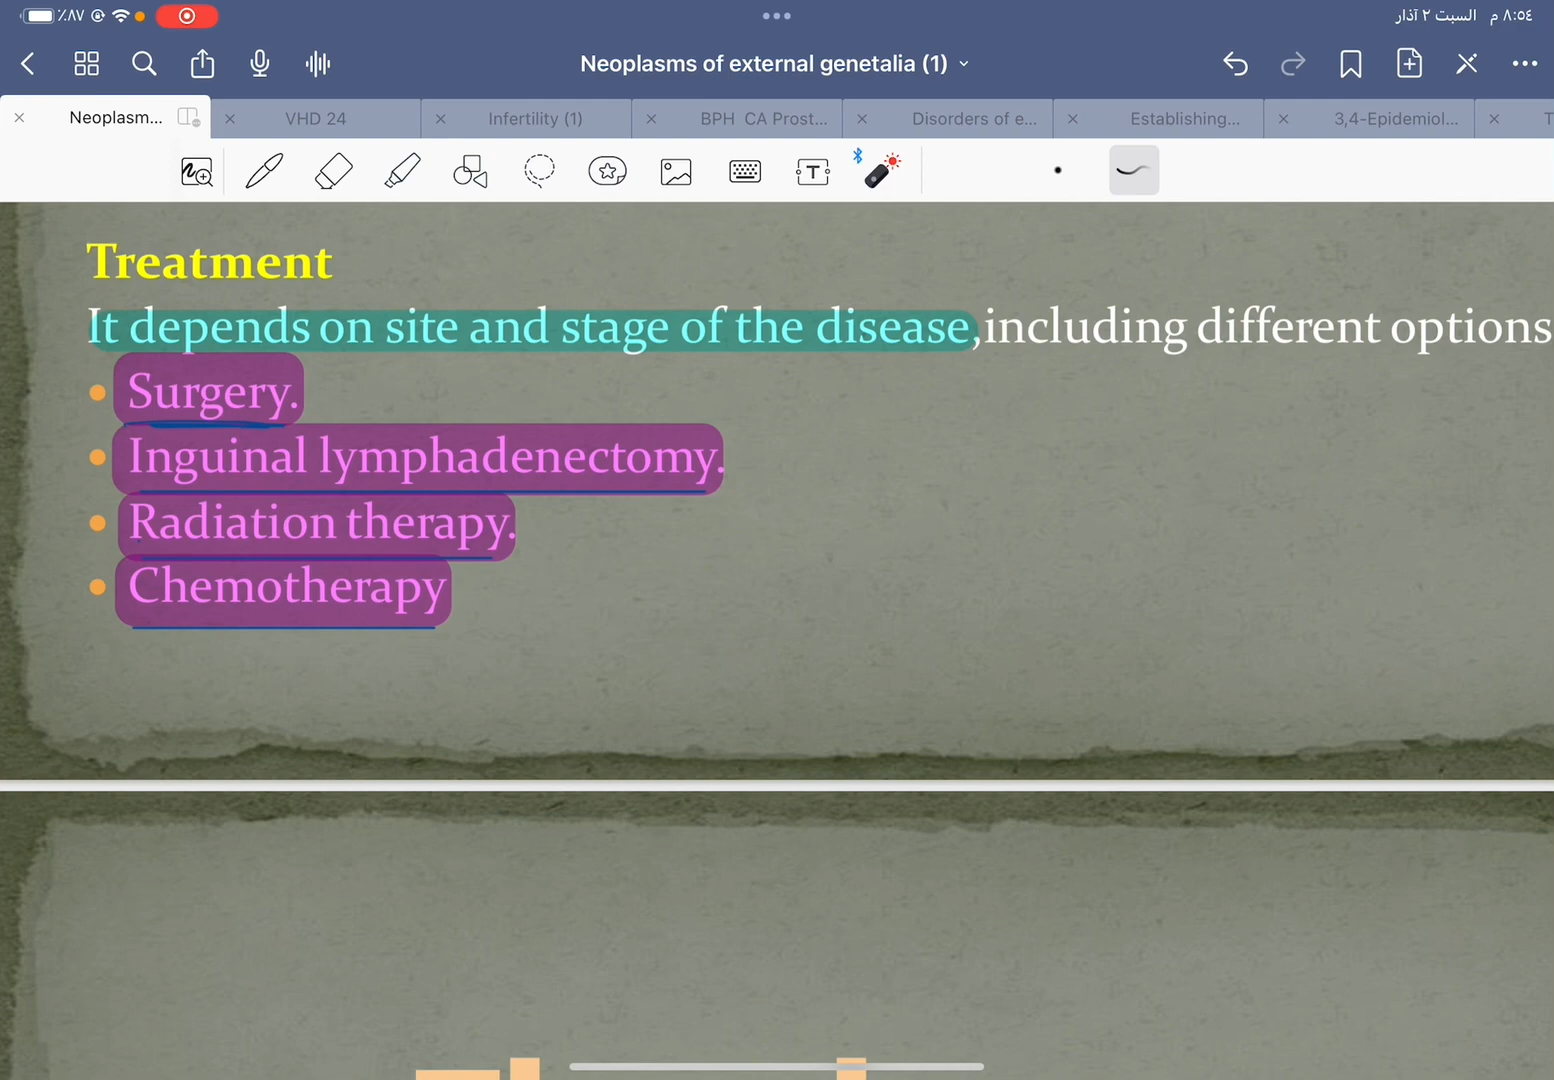 ٪٨٧
٨:٥٤ م السبت ٢ آذار
Neoplasms of external genetalia (1)
Neoplasm...
VHD 24
Infertility (1)
BPH CA Prost...
Disorders of e...
Establishing...
3,4-Epidemiol...
T
T
Treatment
It depends on site and stage of the disease,including different options
Surgery.
Inguinal lymphadenectomy.
Radiation therapy.
Chemotherapy